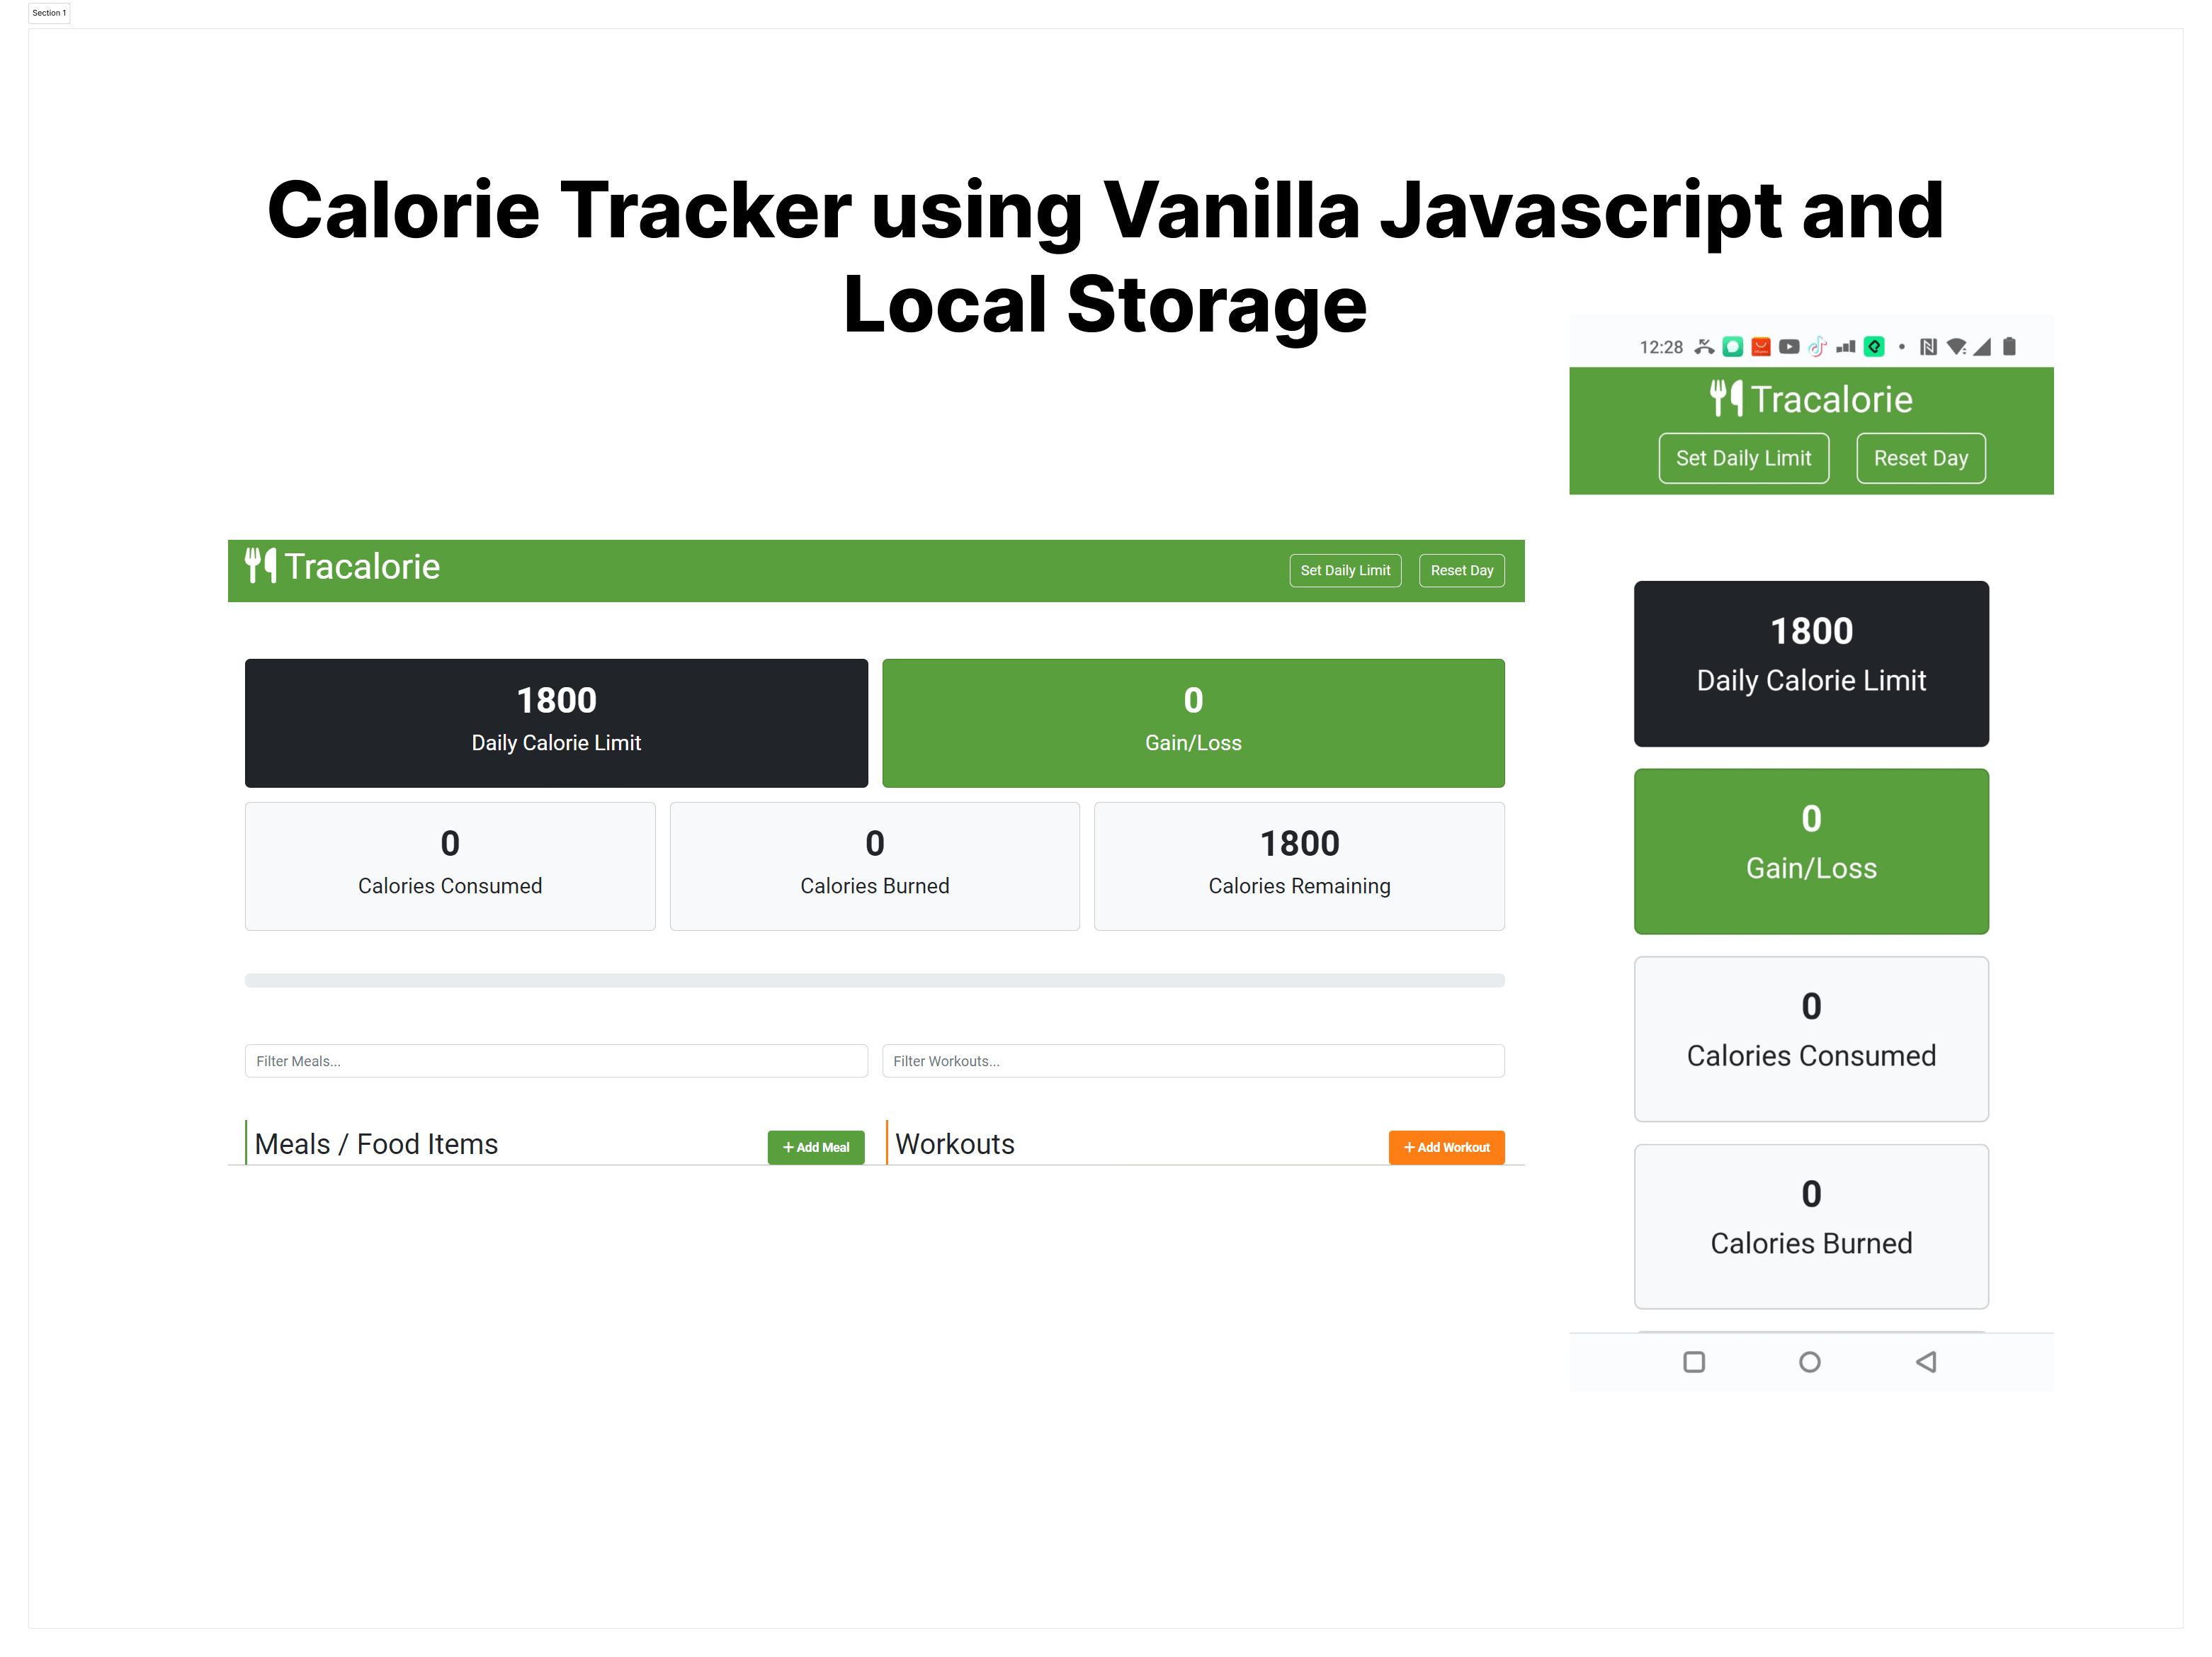 Section 1
Calorie Tracker using Vanilla Javascript and
Local Storage
Tracalorie
Set Daily Limit
Reset Day
1800
Daily Calorie Limit
0
Gain/Loss
0
Calories Consumed
0
Calories Burned
1800
Calories Remaining
Filter Meals...
Filter Workouts...
Meals / Food Items
+ Add Meal
Workouts
+ Add Workout
12:28
Tracalorie
Set Daily Limit
Reset Day
1800
Daily Calorie Limit
0
Gain/Loss
0
Calories Consumed
0
Calories Burned